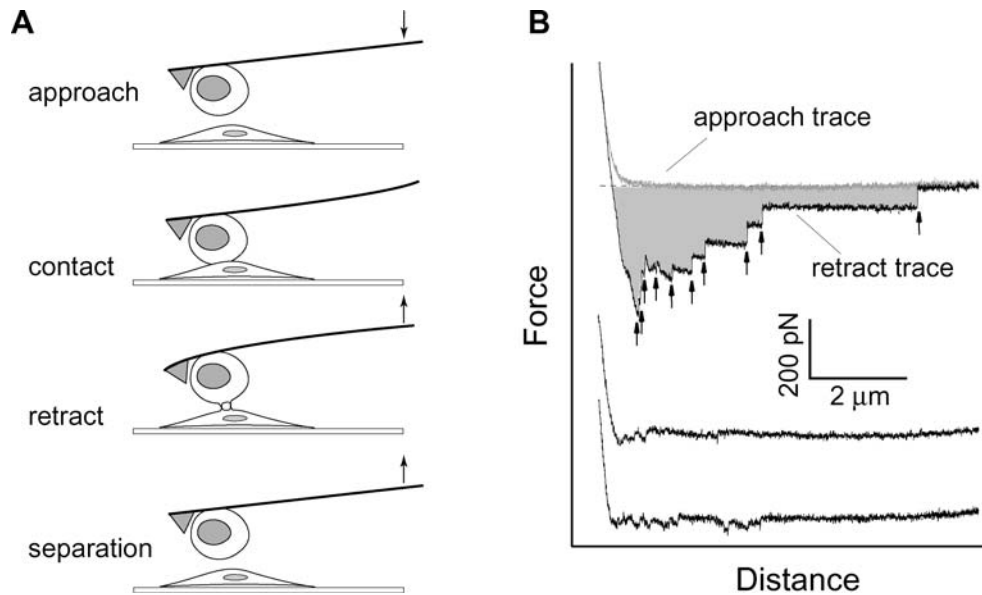 A
approach
contact
retract
separation
B
approach trace
retract trace
Force
200 pN
2 μm
Distance